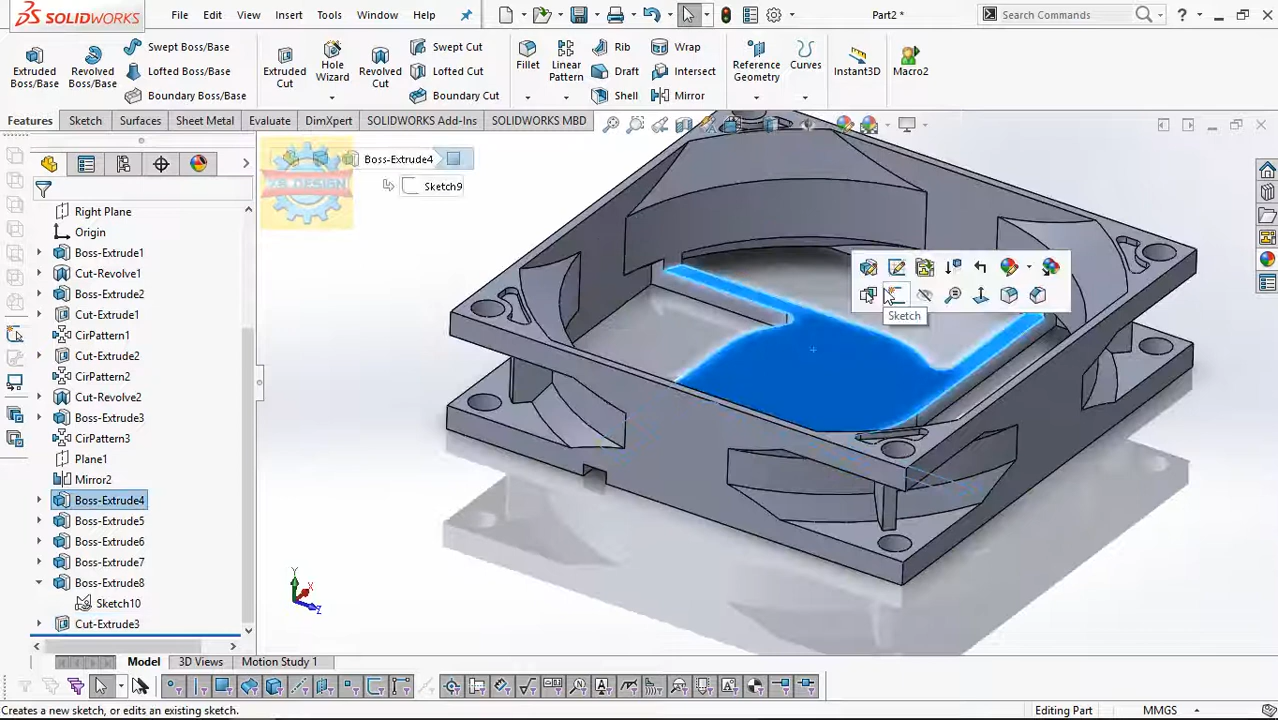 SOLIDWORKS
File
Edit
View
Insert
Tools
Window
Help
Part2 *
Search Commands
Extruded Boss/Base
Revolved Boss/Base
Swept Boss/Base
Lofted Boss/Base
Boundary Boss/Base
Extruded Cut
Hole Wizard
Revolved Cut
Swept Cut
Lofted Cut
Boundary Cut
Fillet
Linear Pattern
Rib
Draft
Shell
Wrap
Intersect
Mirror
Reference Geometry
Curves
Instant3D
Macro2
Features
Sketch
Surfaces
Sheet Metal
Evaluate
DimXpert
SOLIDWORKS Add-Ins
SOLIDWORKS MBD
Boss-Extrude4
Sketch9
Right Plane
Origin
Boss-Extrude1
Cut-Revolve1
Boss-Extrude2
Cut-Extrude1
CirPattern1
Cut-Extrude2
CirPattern2
Cut-Revolve2
Boss-Extrude3
CirPattern3
Plane1
Mirror2
Boss-Extrude4
Boss-Extrude5
Boss-Extrude6
Boss-Extrude7
Boss-Extrude8
Sketch10
Cut-Extrude3
Sketch
Y
X
Z
Model
3D Views
Motion Study 1
Creates a new sketch, or edits an existing sketch.
Editing Part
MMGS